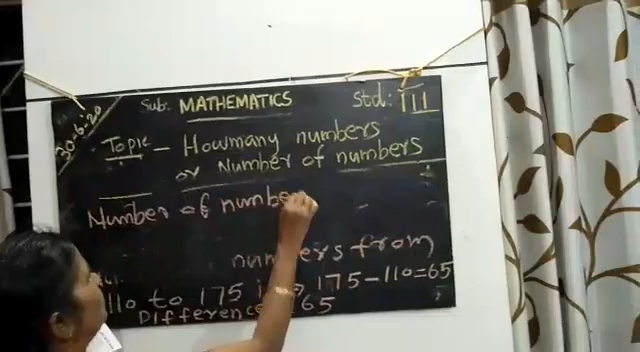 30-6-20
Sub: MATHEMATICS Std: III
Topic - Howmany numbers
or Number of numbers
Number of numbe
numbers from
110 to 175 175-110=65
Difference 65